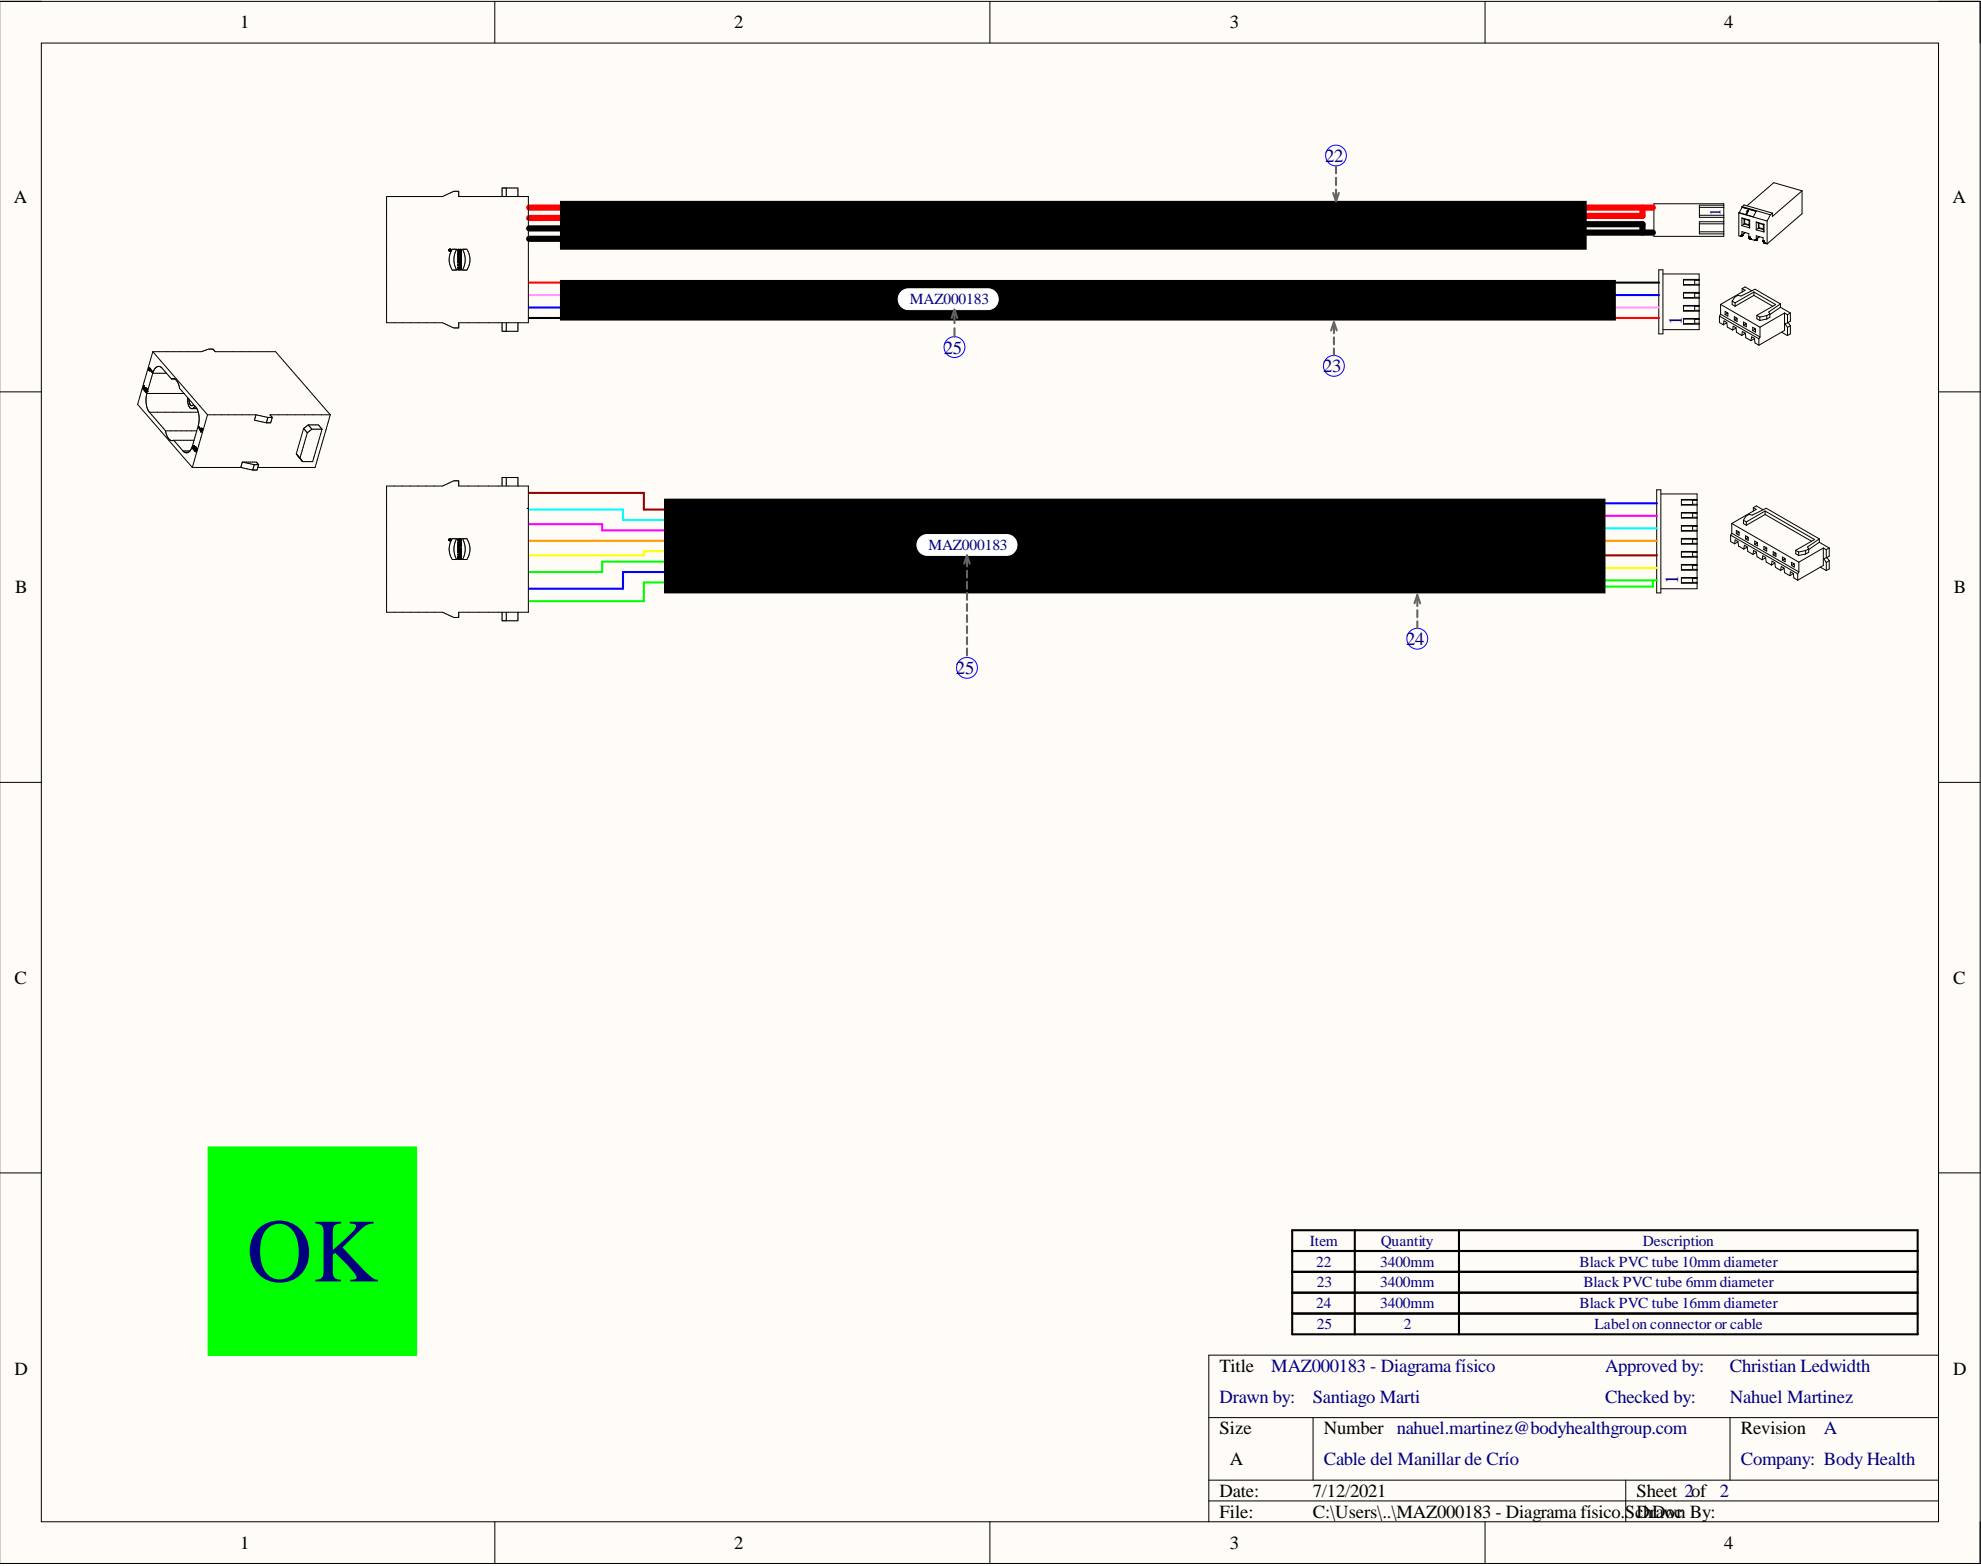 1 2 3 4
A A
22
1
MAZ000183
1
25
23
B B
MAZ000183
1
24
25
C C
OK
Item Quantity Description
22 3400mm Black PVC tube 10mm diameter
23 3400mm Black PVC tube 6mm diameter
24 3400mm Black PVC tube 16mm diameter
25 2 Label on connector or cable
D D
Title MAZ000183 - Diagrama físico Approved by: Christian Ledwidth
Drawn by: Santiago Marti Checked by: Nahuel Martinez
Size Number nahuel.martinez@bodyhealthgroup.com Revision A
A Cable del Manillar de Crío Company: Body Health
Date: 7/12/2021 Sheet 2 of 2
File: C:\Users\..\MAZ000183 - Diagrama físico.SchDoc Drawn By:
1 2 3 4